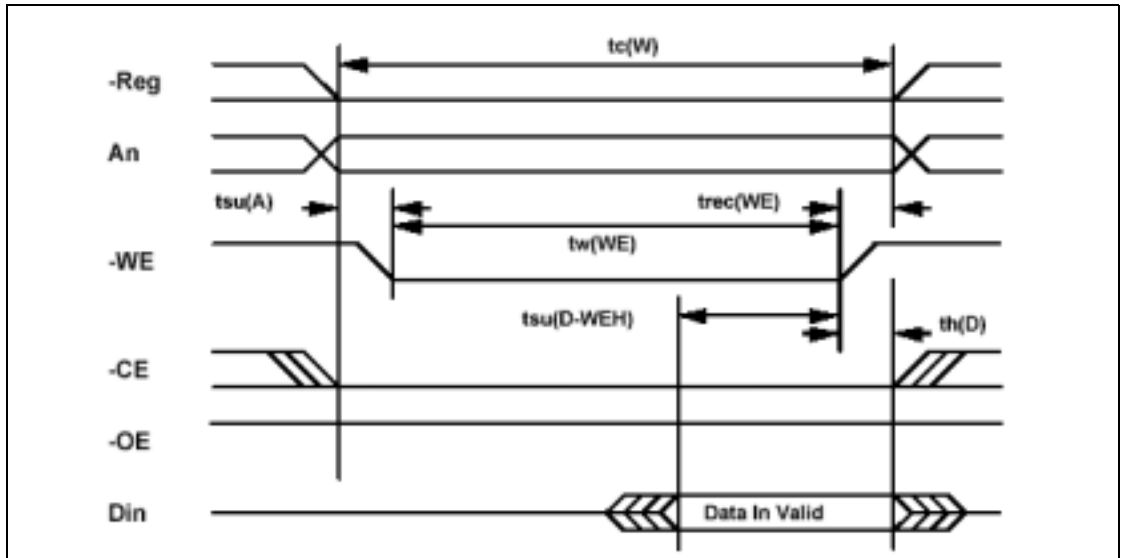 tc(W)
-Reg
An
tsu(A)
trec(WE)
tw(WE)
-WE
tsu(D-WEH)
th(D)
-CE
-OE
Din
Data In Valid